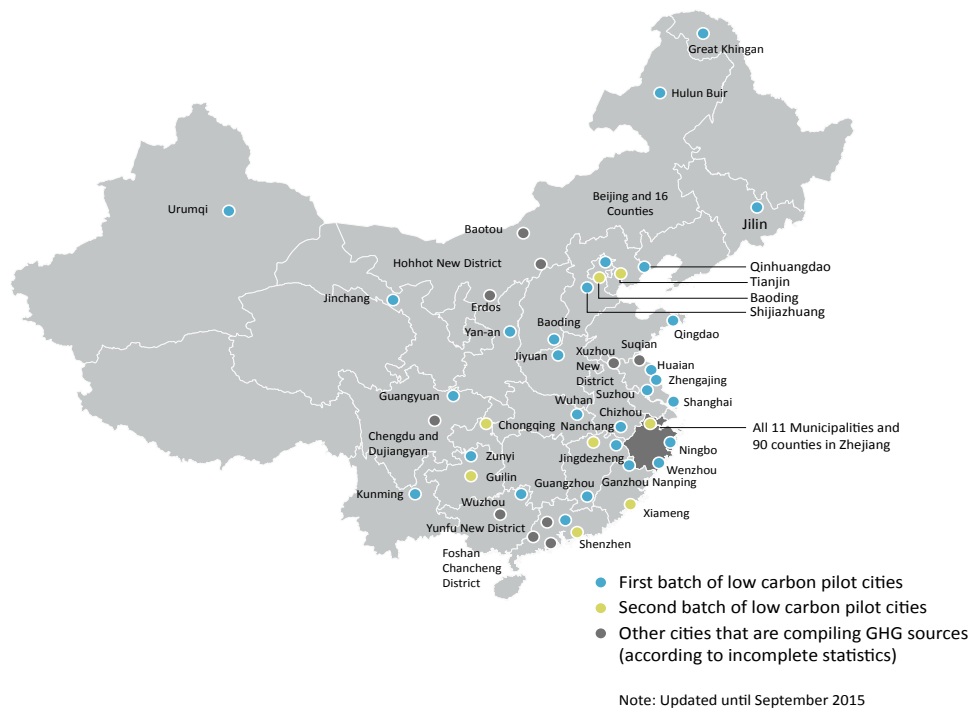 Great Khingan
Hulun Buir
Urumqi
Beijing and 16
Counties
Jilin
Baotou
Hohhot New District
Qinhuangdao
Tianjin
Baoding
Shijiazhuang
Jinchang
Erdos
Yan-an
Baoding
Qingdao
Jiyuan
Xuzhou
New
District
Suqian
Huaian
Zhengajing
Suzhou
Shanghai
Guangyuan
Wuhan
Chizhou
Chongqing
Nanchang
All 11 Municipalities and
90 counties in Zhejiang
Chengdu and
Dujiangyan
Jingdezheng
Ningbo
Zunyi
Wenzhou
Guilin
Guangzhou
Ganzhou
Nanping
Kunming
Wuzhou
Xiameng
Yunfu New District
Shenzhen
Foshan
Chancheng
District
First batch of low carbon pilot cities
Second batch of low carbon pilot cities
Other cities that are compiling GHG sources
(according to incomplete statistics)
Note: Updated until September 2015